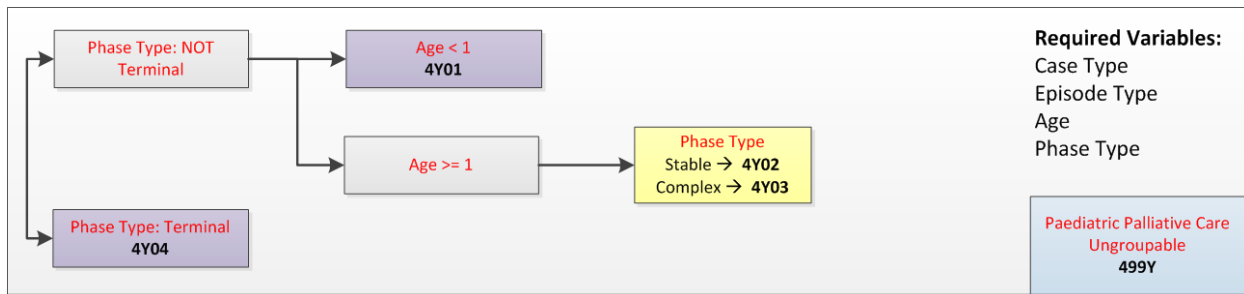 Phase Type: NOT
Terminal
Age < 1
4Y01
Age >= 1
Phase Type
Stable → 4Y02
Complex → 4Y03
Phase Type: Terminal
4Y04
Required Variables:
Case Type
Episode Type
Age
Phase Type
Paediatric Palliative Care
Ungroupable
499Y